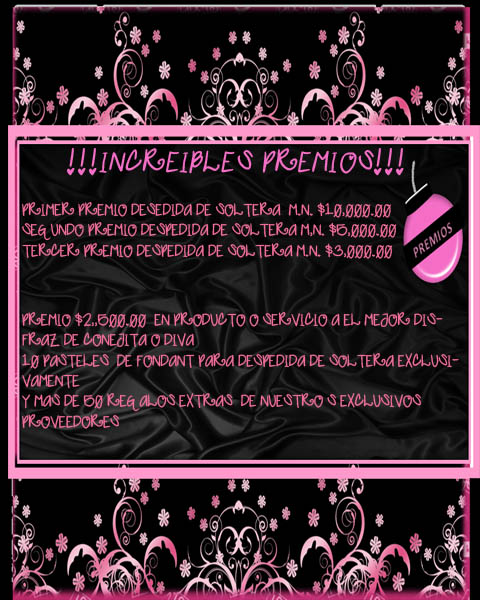 !!!INCREIBLES PREMIOS!!!
PRIMER PREMIO DESEDIDA DE SOLTERA M.N. $10,000.00
SEGUNDO PREMIO DESPEDIDA DE SOLTERA M.N. $5,000.00
TERCER PREMIO DESPEDIDA DE SOLTERA M.N. $3,000.00
PREMIOS
PREMIO $2,,500.00 EN PRODUCTO O SERVICIO A EL MEJOR DIS-
FRAZ DE CONEJITA O DIVA
10 PASTELES DE FONDANT PARA DESPEDIDA DE SOLTERA EXCLUSI-
VAMENTE
Y MAS DE 50 REGALOS EXTRAS DE NUESTRO S EXCLUSIVOS
PROVEEDORES